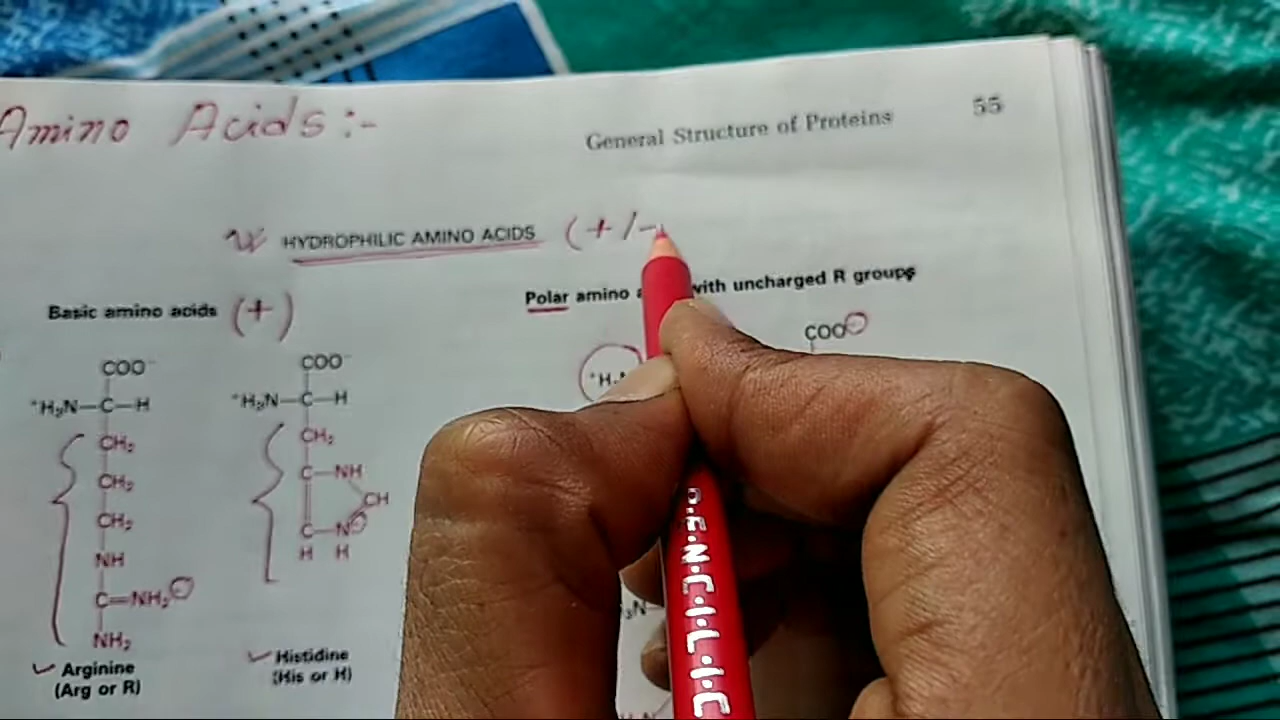 Amino Acids :-
General Structure of Proteins 55
HYDROPHILIC AMINO ACIDS (+/-
Basic amino acids (+)
Polar amino with uncharged R groups
COO⁻ COO⁻ COO⁻
⁺H₃N—C—H ⁺H₃N—C—H ⁺H₃
CH₂ CH₂
CH₂ C—NH
CH₂ CH
NH C—N
H H
C=NH₂
NH₂
₃N—
Arginine
(Arg or R)
Histidine
(His or H)
P.E.N.C.I.L.I.C